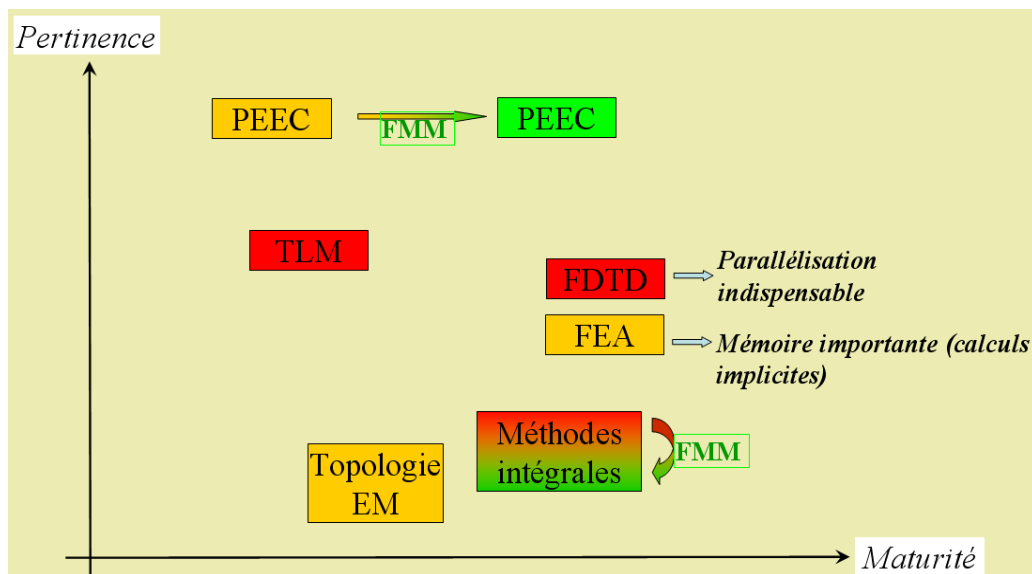 Pertinence
PEEC
FMM
PEEC
TLM
FDTD
Parallélisation
indispensable
FEA
Mémoire importante (calculs
implicites)
Méthodes
intégrales
FMM
Topologie
EM
Maturité